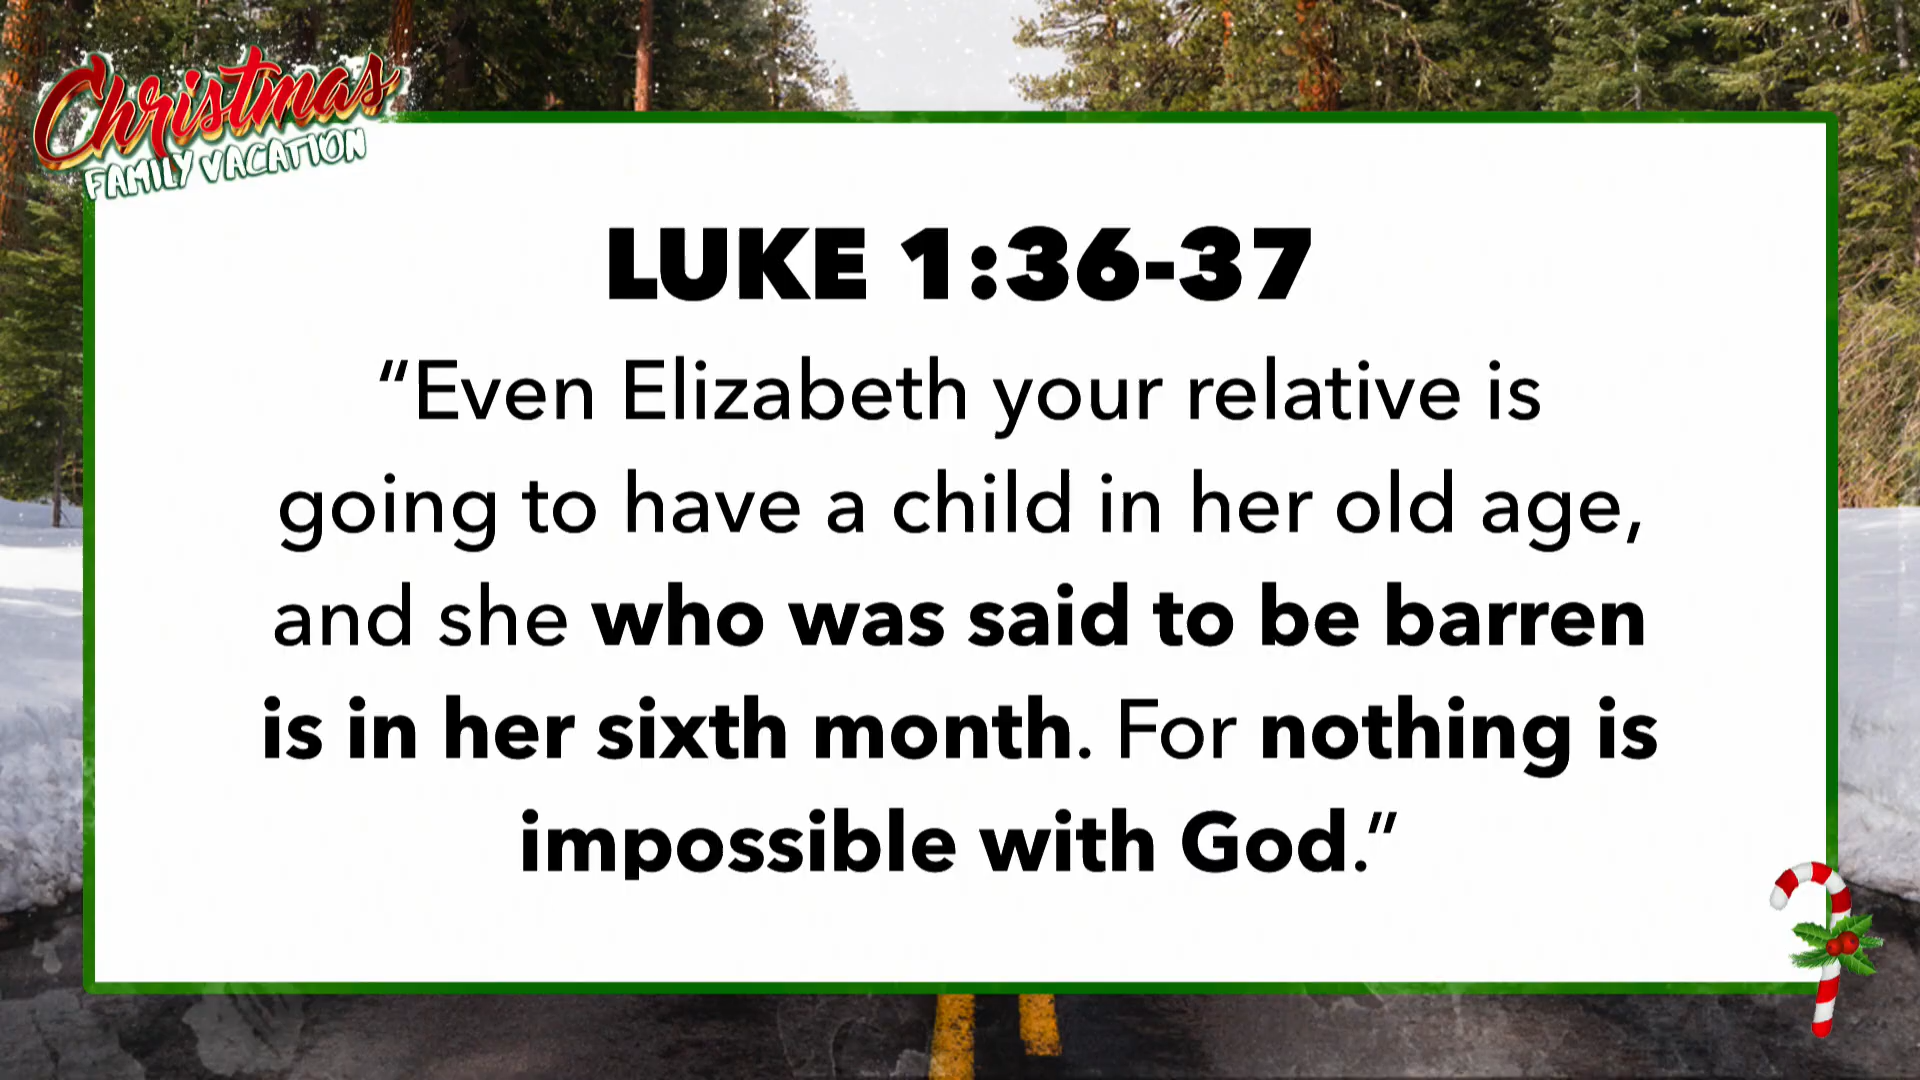 Christmas
FAMILY VACATION
LUKE 1:36-37
“Even Elizabeth your relative is
going to have a child in her old age,
and she who was said to be barren
is in her sixth month. For nothing is
impossible with God.”